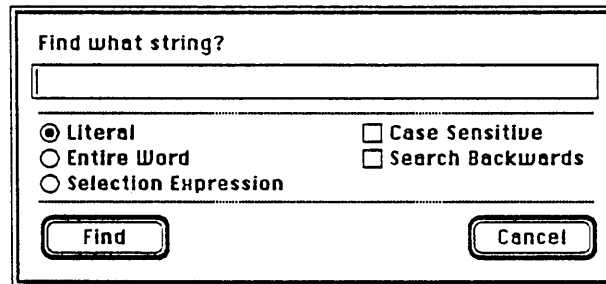 Find what string?
Literal
Case Sensitive
Entire Word
Search Backwards
Selection Expression
Find
Cancel